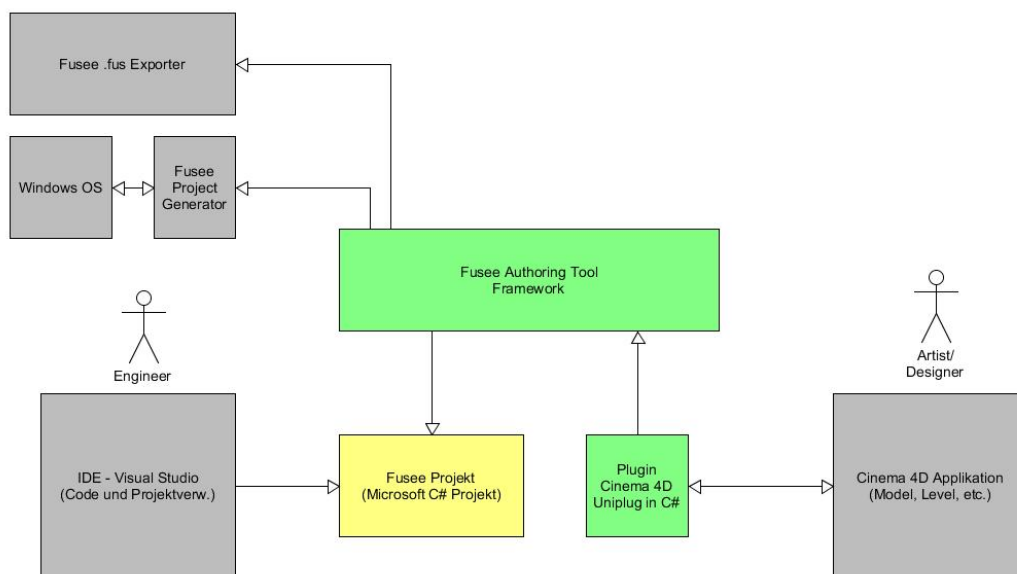 Fusee .fus Exporter
Windows OS
Fusee
Project
Generator
Fusee Authoring Tool
Framework
Engineer
Artist/
Designer
IDE - Visual Studio
(Code und Projektverw.)
Fusee Projekt
(Microsoft C# Projekt)
Plugin
Cinema 4D
Uniplug in C#
Cinema 4D Applikation
(Model, Level, etc.)